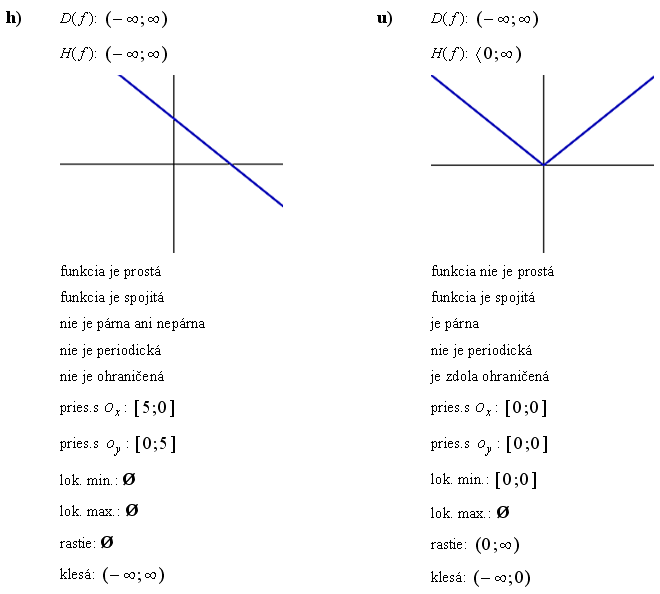 h)
D(f): (– ∞; ∞)
H(f): (– ∞; ∞)
funkcia je prostá
funkcia je spojitá
nie je párna ani nepárna
nie je periodická
nie je ohraničená
pries.s oₓ : [5;0]
pries.s o_y : [0;5]
lok. min.: Ø
lok. max.: Ø
rastie: Ø
klesá: (– ∞; ∞)
u)
D(f): (– ∞; ∞)
H(f): ⟨0; ∞)
funkcia nie je prostá
funkcia je spojitá
je párna
nie je periodická
je zdola ohraničená
pries.s oₓ : [0;0]
pries.s o_y : [0;0]
lok. min.: [0;0]
lok. max.: Ø
rastie: (0; ∞)
klesá: (– ∞; 0)